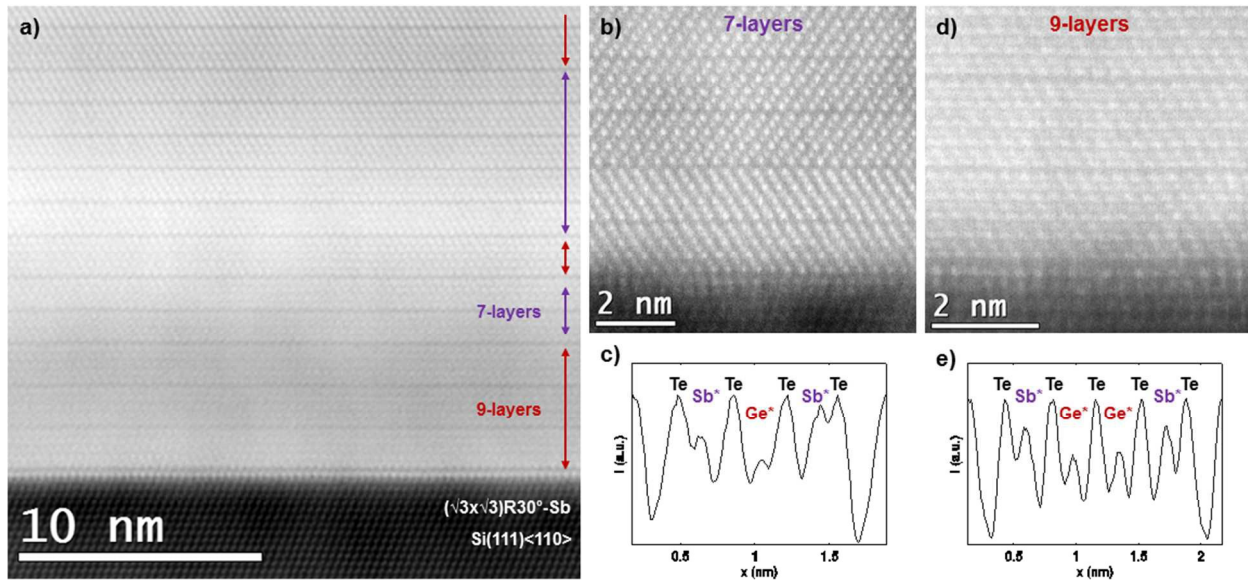 a)
7-layers
9-layers
(√3x√3)R30°-Sb
Si(111)<110>
10 nm
b)
7-layers
2 nm
d)
9-layers
2 nm
c)
Te Te Te Te
Sb* Sb*
Ge*
I (a.u.)
0.5 1 1.5
x (nm)
e)
Te Te Te Te Te
Sb* Sb*
Ge* Ge*
I (a.u.)
0.5 1 1.5 2
x (nm)